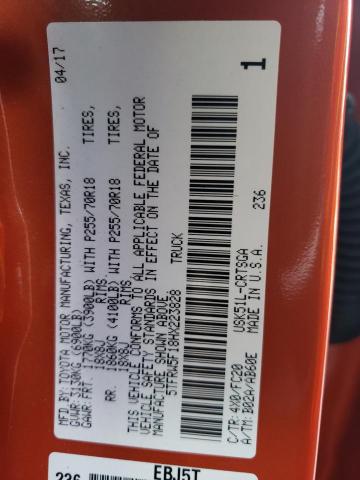 MFD BY TOYOTA MOTOR MANUFACTURING, TEXAS, INC. 04/17
GVWR: 3130KG (6900LB)
GAWR: FRT. 1770KG (3900LB) WITH P255/70R18 TIRES,
18X8J RIMS,
RR. 1860KG (4100LB) WITH P255/70R18 TIRES,
18X8J RIMS,
THIS VEHICLE CONFORMS TO ALL APPLICABLE FEDERAL MOTOR
VEHICLE SAFETY STANDARDS IN EFFECT ON THE DATE OF
MANUFACTURE SHOWN ABOVE.
5TFRW5F18HX223828 TRUCK
USK51L-CRTSGA
C/TR: 4X0/FC20 236
A/TM: B02A/AB60E MADE IN U.S.A. 1
236 EBJ5T